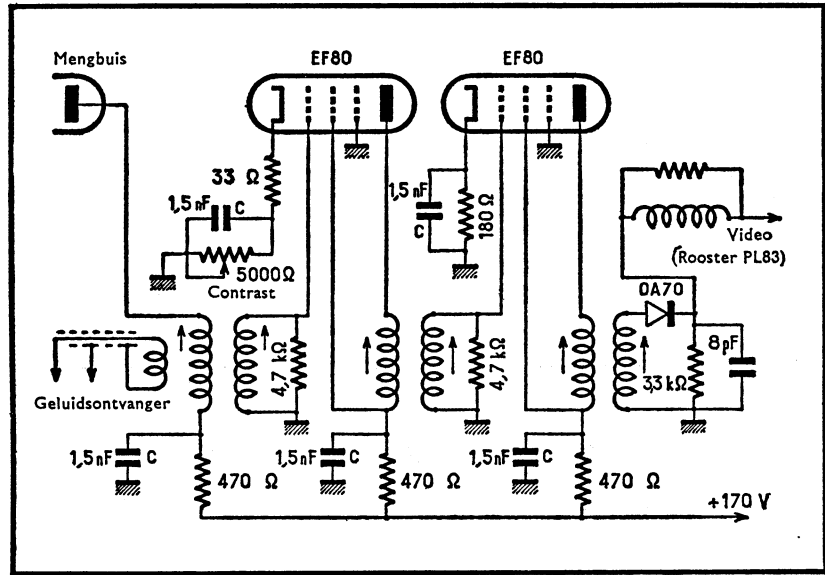 Mengbuis
EF80
EF80
33 Ω
1,5 nF
C
5000Ω
Contrast
1,5 nF
C
180 Ω
Video
(Rooster PL83)
OA70
8 pF
3,3 kΩ
4,7 kΩ
4,7 kΩ
Geluidsontvanger
1,5 nF
C
470 Ω
1,5 nF
C
470 Ω
1,5 nF
C
470 Ω
+170 V